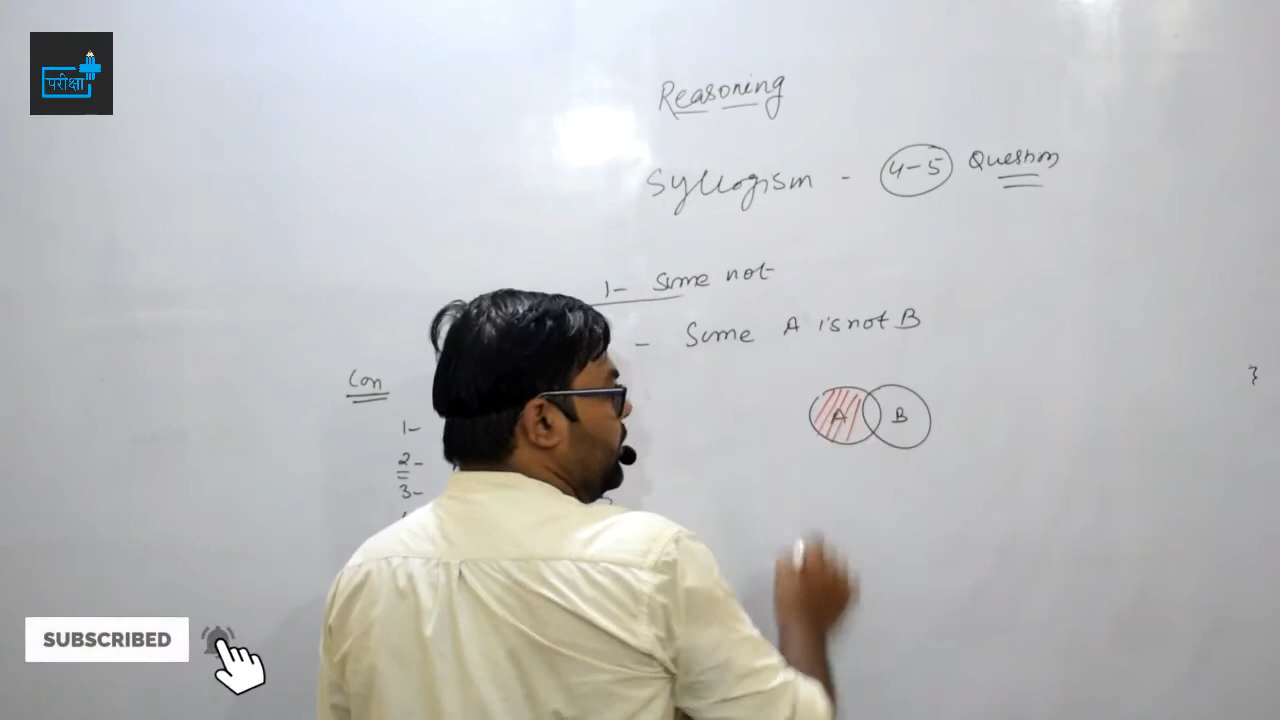 परीक्षा
Reasoning
Syllogism - 4-5 Question
1- Some not
- Some A is not B
Con
A B
1-
2-
3-
}
SUBSCRIBED